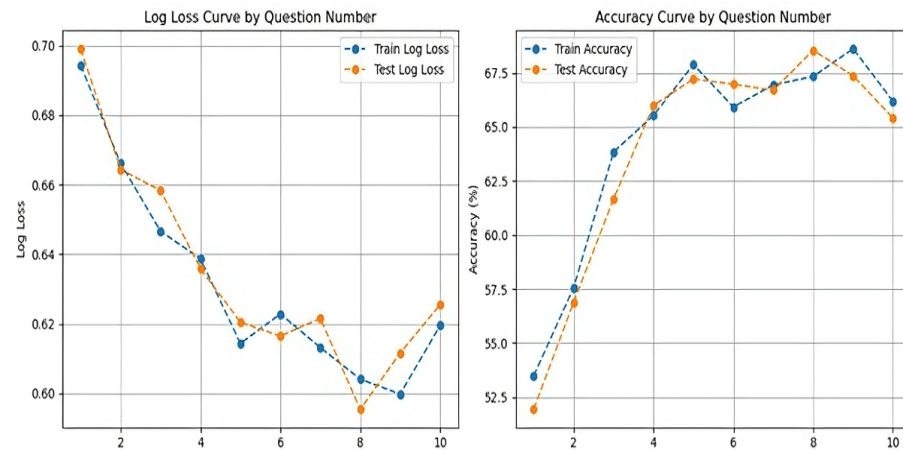 Log Loss Curve by Question Number
Train Log Loss
Test Log Loss
0.70
0.68
0.66
0.64
0.62
0.60
Log Loss
2
4
6
8
10
Accuracy Curve by Question Number
Train Accuracy
Test Accuracy
67.5
65.0
62.5
60.0
57.5
55.0
52.5
Accuracy (%)
2
4
6
8
10